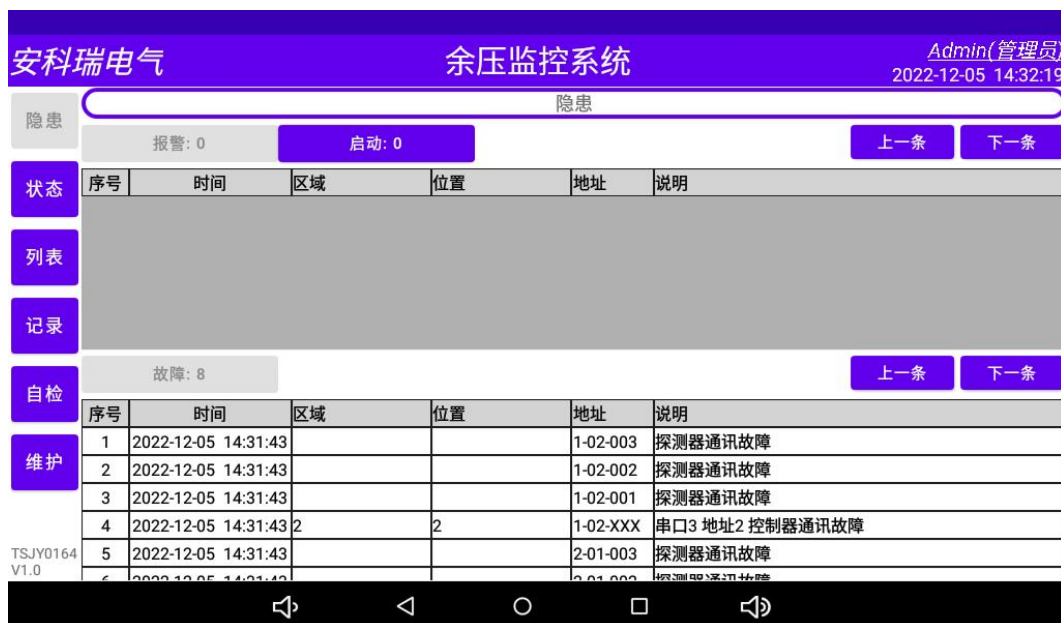 安科瑞电气
余压监控系统
Admin(管理员)
2022-12-05 14:32:19
隐患
隐患
报警: 0 启动: 0 上一条 下一条
状态
序号 时间 区域 位置 地址 说明
列表
记录
故障: 8 上一条 下一条
自检
序号 时间 区域 位置 地址 说明
1 2022-12-05 14:31:43 1-02-003 探测器通讯故障
维护
2 2022-12-05 14:31:43 1-02-002 探测器通讯故障
3 2022-12-05 14:31:43 1-02-001 探测器通讯故障
4 2022-12-05 14:31:43 2 2 1-02-XXX 串口3 地址2 控制器通讯故障
5 2022-12-05 14:31:43 2-01-003 探测器通讯故障
TSJY0164
V1.0